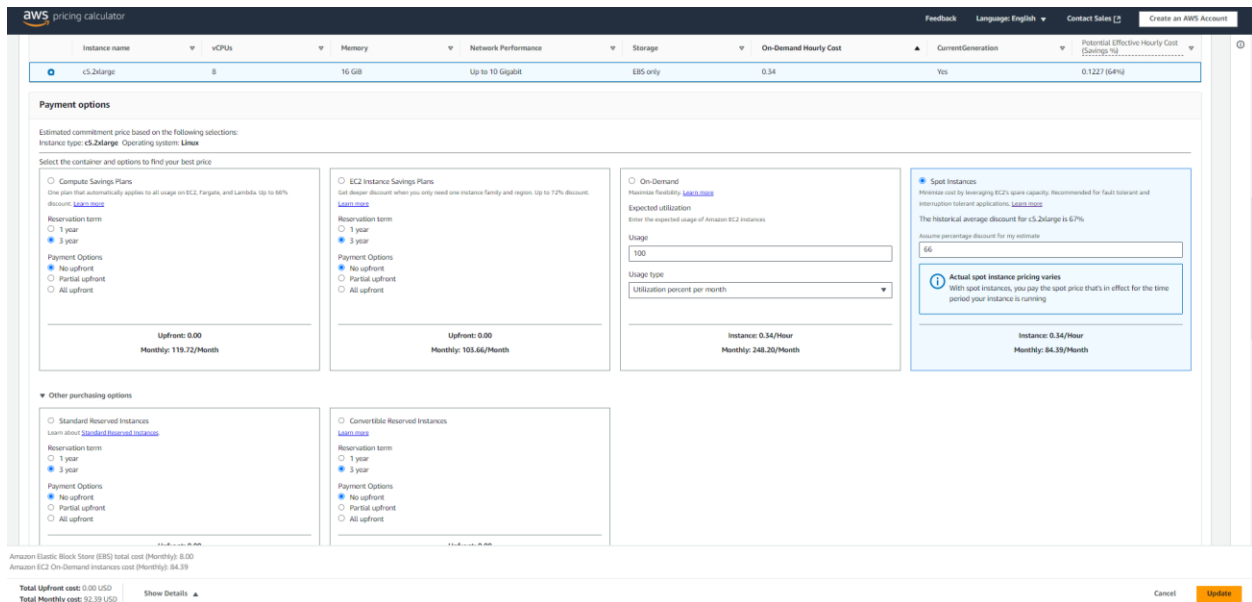 aws pricing calculator
Feedback Language: English Contact Sales Create an AWS Account
Instance name vCPUs Memory Network Performance Storage On-Demand Hourly Cost CurrentGeneration Potential Effective Hourly Cost (Savings %)
c5.2xlarge 8 16 GiB Up to 10 Gigabit EBS only 0.34 Yes 0.1227 (64%)
Payment options
Estimated commitment price based on the following selections:
Instance type: c5.2xlarge Operating system: Linux
Select the container and options to find your best price
Compute Savings Plans
One plan that automatically applies to all usage on EC2, Fargate, and Lambda. Up to 66%
discount. Learn more
Reservation term
1 year
3 year
Payment Options
No upfront
Partial upfront
All upfront
Upfront: 0.00
Monthly: 119.72/Month
EC2 Instance Savings Plans
Get deeper discount when you only need one instance family and region. Up to 72% discount.
Learn more
Reservation term
1 year
3 year
Payment Options
No upfront
Partial upfront
All upfront
Upfront: 0.00
Monthly: 103.66/Month
On-Demand
Maximize flexibility. Learn more
Expected utilization
Enter the expected usage of Amazon EC2 instances
Usage
100
Usage type
Utilization percent per month
Instance: 0.34/Hour
Monthly: 248.20/Month
Spot Instances
Minimize cost by leveraging EC2's spare capacity. Recommended for fault tolerant and
interruption tolerant applications. Learn more
The historical average discount for c5.2xlarge is 67%
Assume percentage discount for my estimate
66
Actual spot instance pricing varies
With spot instances, you pay the spot price that's in effect for the time
period your instance is running
Instance: 0.34/Hour
Monthly: 84.39/Month
Other purchasing options
Standard Reserved Instances
Learn about Standard Reserved Instances.
Reservation term
1 year
3 year
Payment Options
No upfront
Partial upfront
All upfront
Upfront: 0.00
Convertible Reserved Instances
Learn more
Reservation term
1 year
3 year
Payment Options
No upfront
Partial upfront
All upfront
Upfront: 0.00
Amazon Elastic Block Store (EBS) total cost (Monthly): 8.00
Amazon EC2 On-Demand instances cost (Monthly): 84.39
Total Upfront cost: 0.00 USD
Total Monthly cost: 92.39 USD
Show Details
Cancel Update